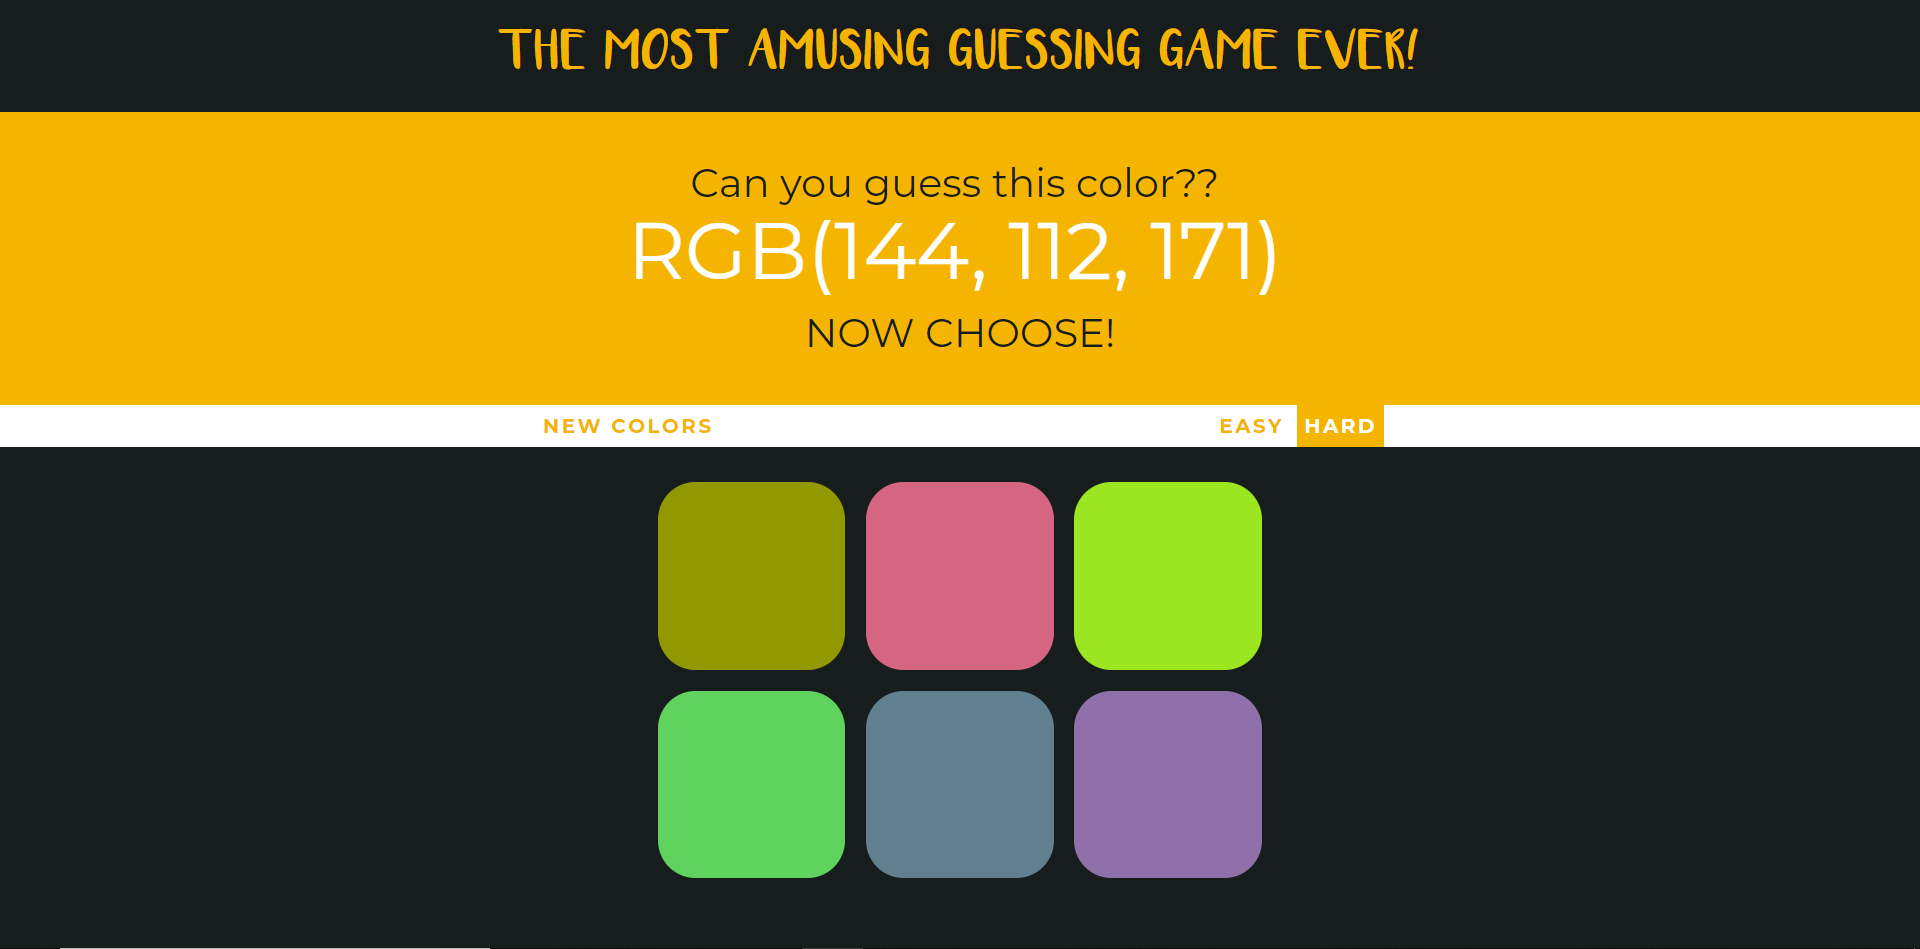 THE MOST AMUSING GUESSING GAME EVER!
Can you guess this color??
RGB(144, 112, 171)
NOW CHOOSE!
NEW COLORS EASY HARD